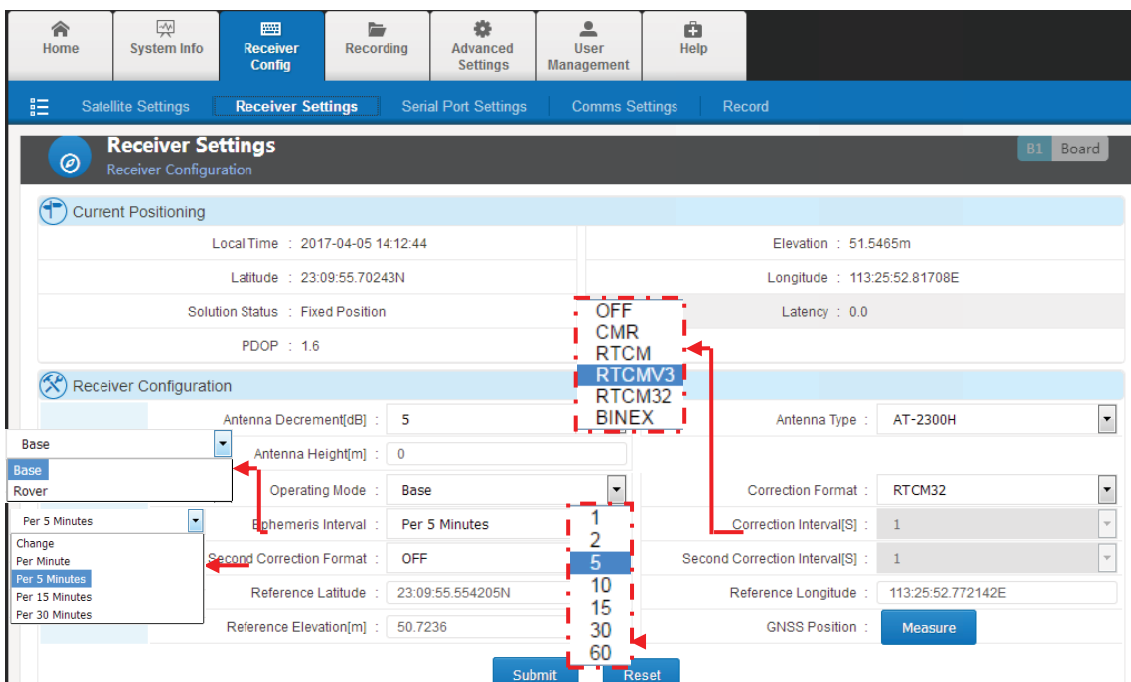 Home
System Info
Receiver Config
Recording
Advanced Settings
User Management
Help
Satellite Settings
Receiver Settings
Serial Port Settings
Comms Settings
Record
Receiver Settings
Receiver Configuration
B1 Board
Current Positioning
Local Time : 2017-04-05 14:12:44
Elevation : 51.5465m
Latitude : 23:09:55.70243N
Longitude : 113:25:52.81708E
Solution Status : Fixed Position
Latency : 0.0
PDOP : 1.6
OFF
CMR
RTCM
RTCMV3
RTCM32
BINEX
Receiver Configuration
Antenna Decrement[dB] : 5
Antenna Type : AT-2300H
Antenna Height[m] : 0
Base
Base
Rover
Operating Mode : Base
Correction Format : RTCM32
Ephemeris Interval : Per 5 Minutes
Correction Interval[S] : 1
Per 5 Minutes
Change
Per Minute
Per 5 Minutes
Per 15 Minutes
Per 30 Minutes
Second Correction Format : OFF
Second Correction Interval[S] : 1
1
2
5
10
15
30
60
Reference Latitude : 23:09:55.554205N
Reference Longitude : 113:25:52.772142E
Reference Elevation[m] : 50.7236
GNSS Position : Measure
Submit
Reset